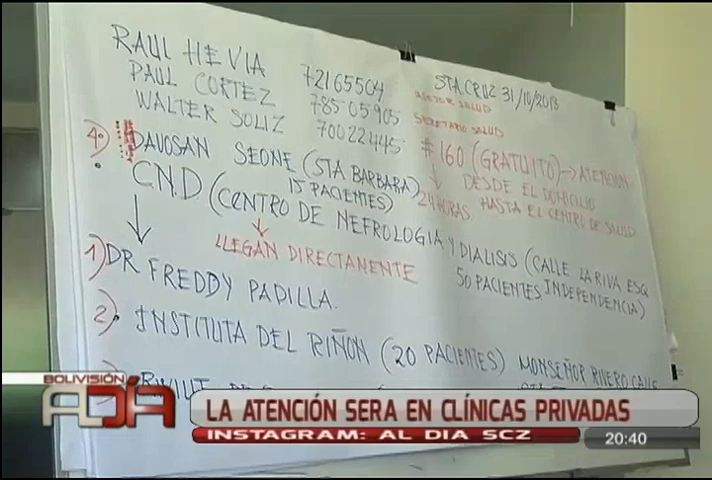 RAUL HEVIA 72165504
PAUL CORTEZ 78505905
WALTER SOLIZ 70022445
STA CRUZ 31/10/2013
ASESOR SALUD
SECRETARIO SALUD
# 160 (GRATUITO) → ATENCION
DESDE EL DOMICILIO
24 HORAS HASTA EL CENTRO DE SALUD
4º) DAVOSAN SEONE (STA BARBARA)
15 PACIENTES)
C.N.D (CENTRO DE NEFROLOGIA Y DIALISIS (CALLE LA RIVA ESQ
50 PACIENTES INDEPENDENCIA)
LLEGAN DIRECTAMENTE
1) DR FREDDY PADILLA.
2) INSTITUTA DEL RIÑON (20 PACIENTES) MONSEÑOR RIVERO CALLE
BOLIVISIÓN
AL DÍA
LA ATENCIÓN SERA EN CLÍNICAS PRIVADAS
INSTAGRAM: AL DIA SCZ
20:40